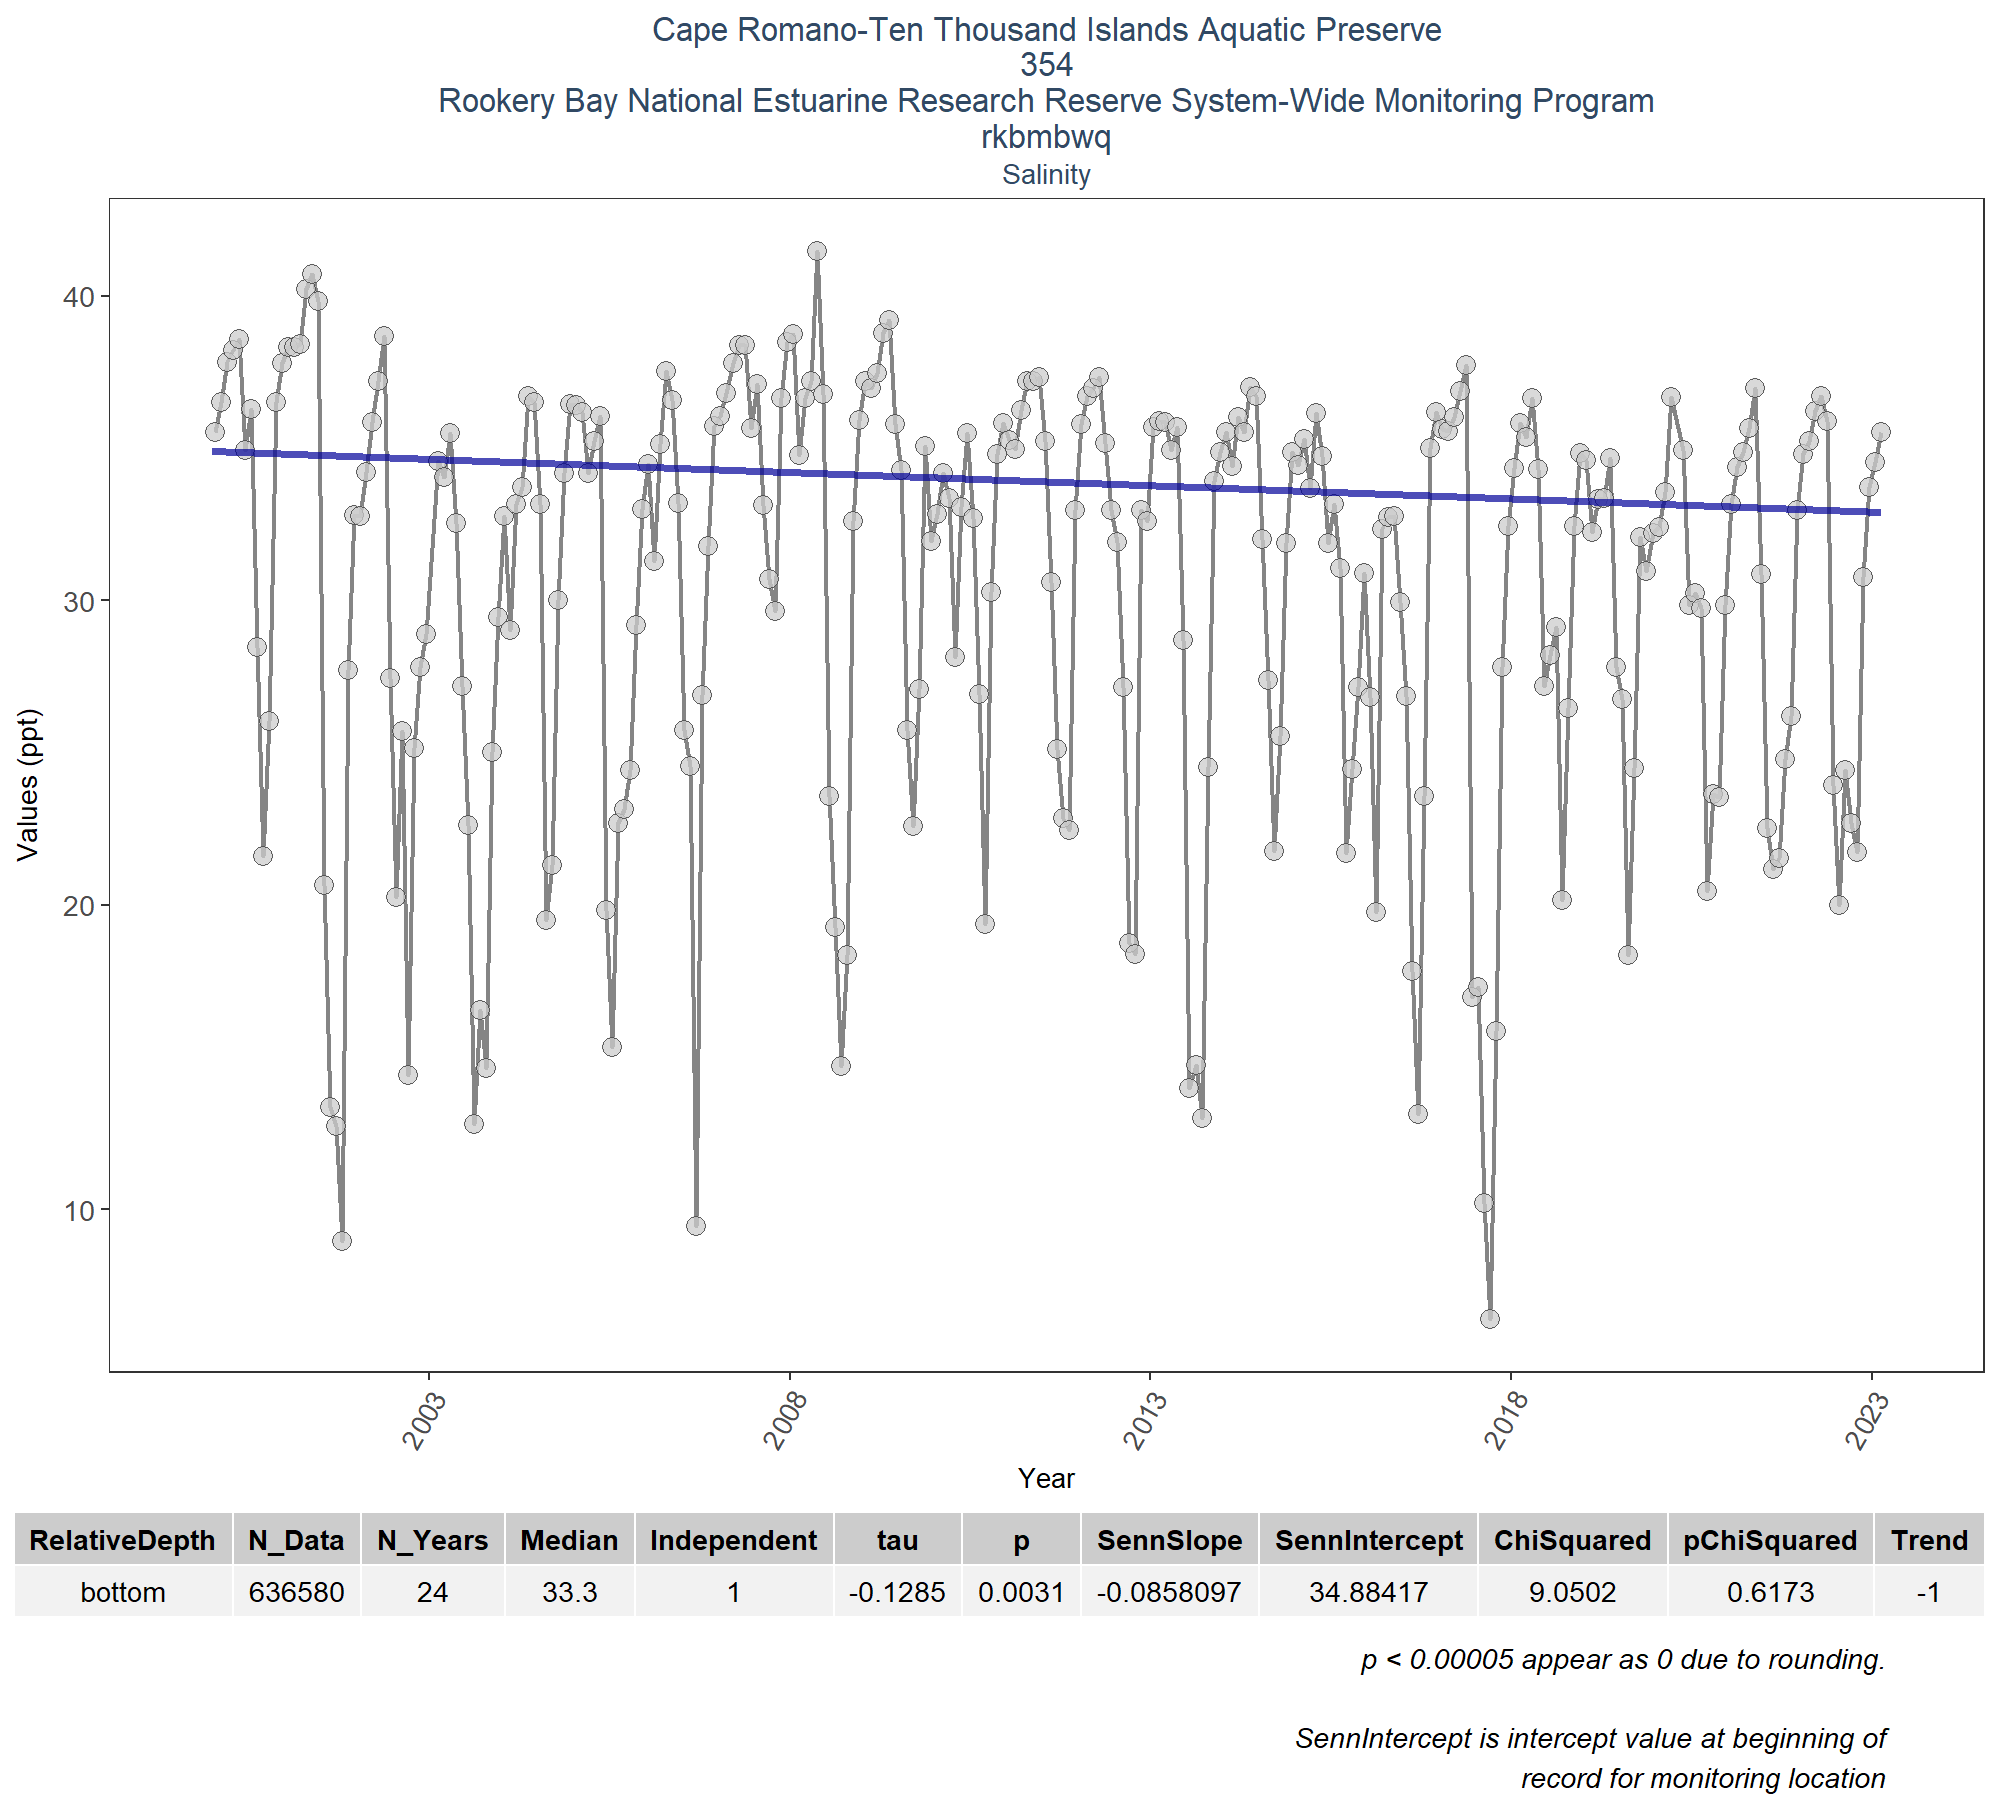 Cape Romano-Ten Thousand Islands Aquatic Preserve
354
Rookery Bay National Estuarine Research Reserve System-Wide Monitoring Program
rkbmbwq
Salinity
40
30
20
10
Values (ppt)
2003 2008 2013 2018 2023
Year
RelativeDepth N_Data N_Years Median Independent tau p SennSlope SennIntercept ChiSquared pChiSquared Trend
bottom 636580 24 33.3 1 -0.1285 0.0031 -0.0858097 34.88417 9.0502 0.6173 -1
p < 0.00005 appear as 0 due to rounding.
SennIntercept is intercept value at beginning of
record for monitoring location